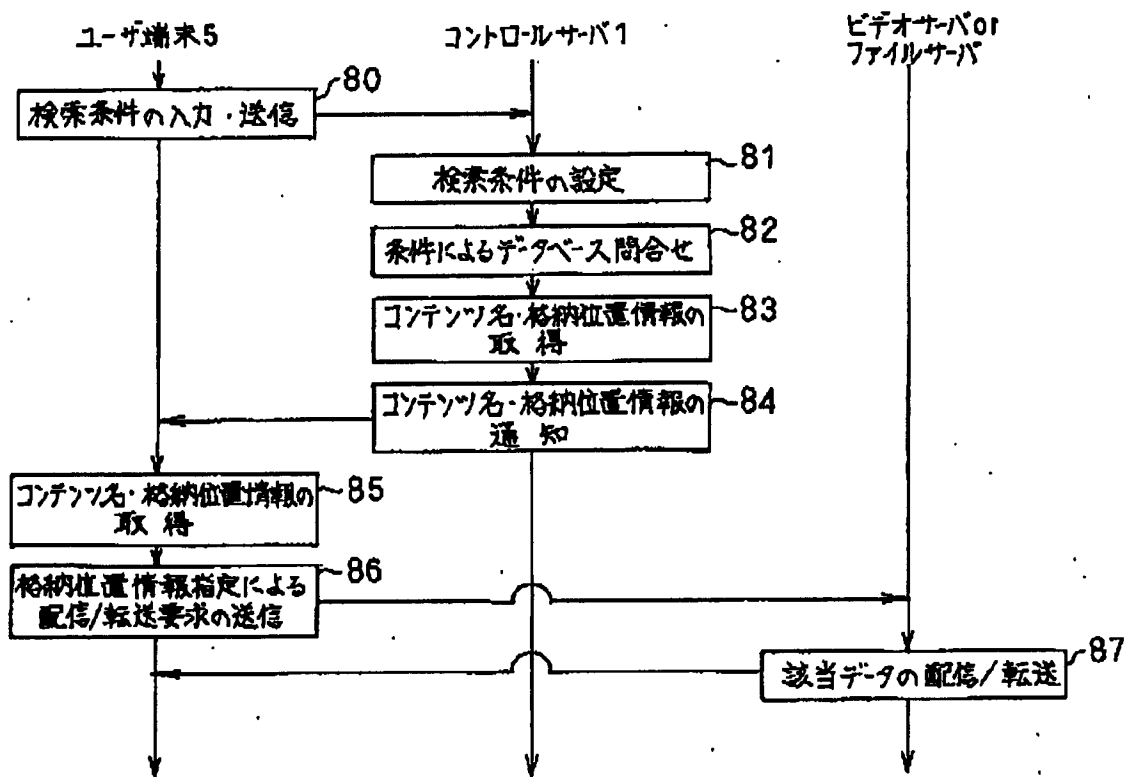 ユーザ端末5
コントロールサーバ1
ビデオサーバor
ファイルサーバ
検索条件の入力・送信
80
検索条件の設定
81
条件によるデータベース問合せ
82
コンテンツ名・格納位置情報の
取得
83
コンテンツ名・格納位置情報の
通知
84
コンテンツ名・格納位置情報の
取得
85
格納位置情報指定による
配信/転送要求の送信
86
該当データの配信/転送
87